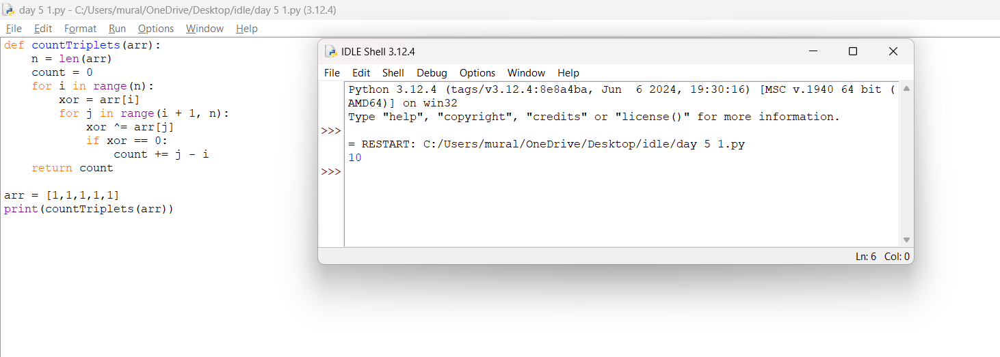 day 5 1.py - C:/Users/mural/OneDrive/Desktop/idle/day 5 1.py (3.12.4)
File Edit Format Run Options Window Help
def countTriplets(arr):
    n = len(arr)
    count = 0
    for i in range(n):
        xor = arr[i]
        for j in range(i + 1, n):
            xor ^= arr[j]
            if xor == 0:
                count += j - i
    return count

arr = [1,1,1,1,1]
print(countTriplets(arr))
IDLE Shell 3.12.4
File Edit Shell Debug Options Window Help
Python 3.12.4 (tags/v3.12.4:8e8a4ba, Jun  6 2024, 19:30:16) [MSC v.1940 64 bit (
AMD64)] on win32
Type "help", "copyright", "credits" or "license()" for more information.
>>>
= RESTART: C:/Users/mural/OneDrive/Desktop/idle/day 5 1.py
10
>>>
Ln: 6 Col: 0